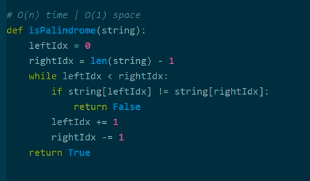 # O(n) time | O(1) space
def isPalindrome(string):
    leftIdx = 0
    rightIdx = len(string) - 1
    while leftIdx < rightIdx:
        if string[leftIdx] != string[rightIdx]:
            return False
        leftIdx += 1
        rightIdx -= 1
    return True